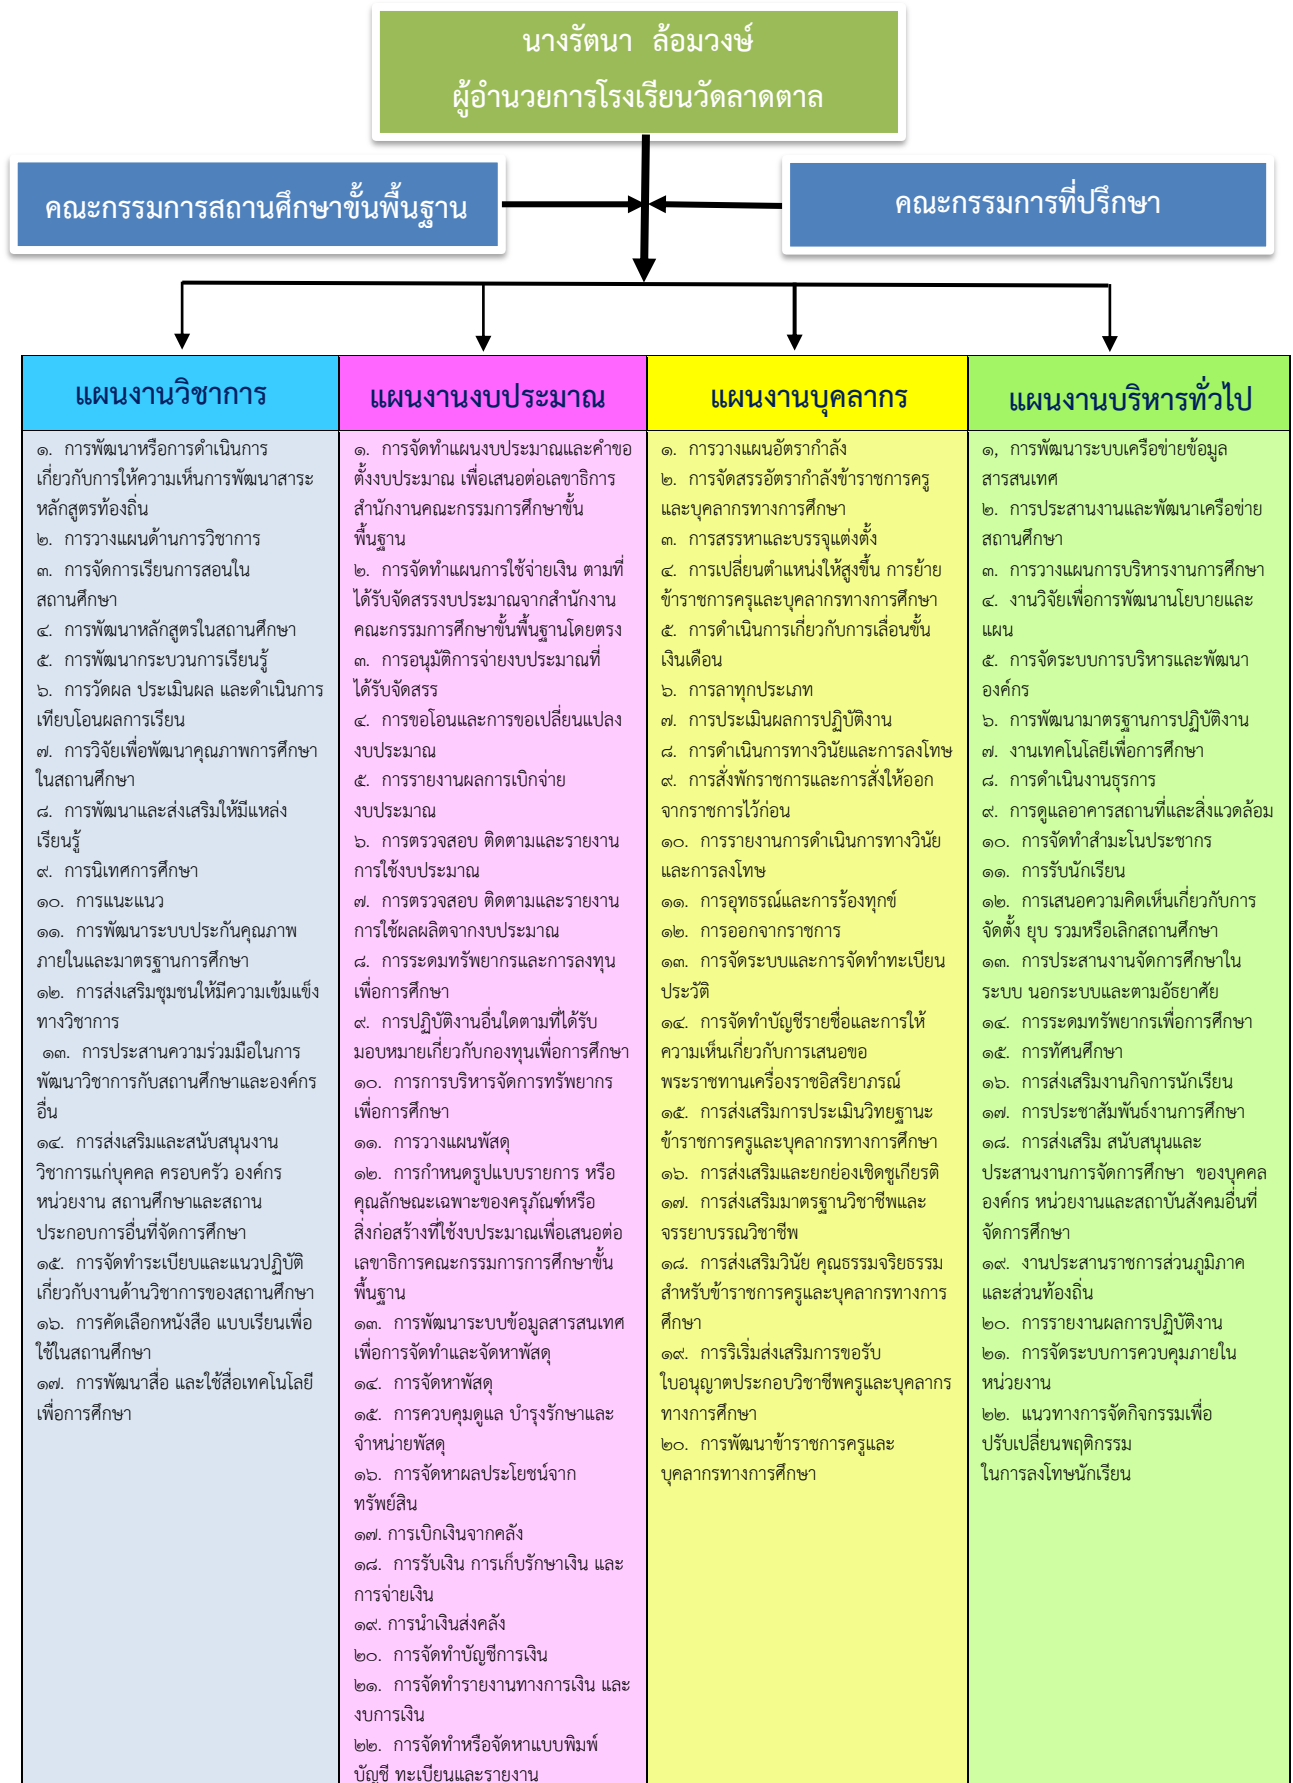 นางรัตนา  ล้อมวงษ์
ผู้อำนวยการโรงเรียนวัดลาดตาล
คณะกรรมการสถานศึกษาขั้นพื้นฐาน
คณะกรรมการที่ปรึกษา
แผนงานวิชาการ
๑.  การพัฒนาหรือการดำเนินการ
เกี่ยวกับการให้ความเห็นการพัฒนาสาระ
หลักสูตรท้องถิ่น
๒.  การวางแผนด้านการวิชาการ
๓.  การจัดการเรียนการสอนใน
สถานศึกษา
๔.  การพัฒนาหลักสูตรในสถานศึกษา
๕.  การพัฒนากระบวนการเรียนรู้
๖.  การวัดผล ประเมินผล และดำเนินการ
เทียบโอนผลการเรียน
๗.  การวิจัยเพื่อพัฒนาคุณภาพการศึกษา
ในสถานศึกษา
๘.  การพัฒนาและส่งเสริมให้มีแหล่ง
เรียนรู้
๙.  การนิเทศการศึกษา
๑๐.  การแนะแนว
๑๑.  การพัฒนาระบบประกันคุณภาพ
ภายในและมาตรฐานการศึกษา
๑๒.  การส่งเสริมชุมชนให้มีความเข้มแข็ง
ทางวิชาการ
๑๓.  การประสานความร่วมมือในการ
พัฒนาวิชาการกับสถานศึกษาและองค์กร
อื่น
๑๔.  การส่งเสริมและสนับสนุนงาน
วิชาการแก่บุคคล ครอบครัว องค์กร
หน่วยงาน สถานศึกษาและสถาน
ประกอบการอื่นที่จัดการศึกษา
๑๕.  การจัดทำระเบียบและแนวปฏิบัติ
เกี่ยวกับงานด้านวิชาการของสถานศึกษา
๑๖.  การคัดเลือกหนังสือ แบบเรียนเพื่อ
ใช้ในสถานศึกษา
๑๗.  การพัฒนาสื่อ และใช้สื่อเทคโนโลยี
เพื่อการศึกษา
แผนงานงบประมาณ
๑.  การจัดทำแผนงบประมาณและคำขอ
ตั้งงบประมาณ เพื่อเสนอต่อเลขาธิการ
สำนักงานคณะกรรมการศึกษาขั้น
พื้นฐาน
๒.  การจัดทำแผนการใช้จ่ายเงิน ตามที่
ได้รับจัดสรรงบประมาณจากสำนักงาน
คณะกรรมการศึกษาขั้นพื้นฐานโดยตรง
๓.  การอนุมัติการจ่ายงบประมาณที่
ได้รับจัดสรร
๔.  การขอโอนและการขอเปลี่ยนแปลง
งบประมาณ
๕.  การรายงานผลการเบิกจ่าย
งบประมาณ
๖.  การตรวจสอบ ติดตามและรายงาน
การใช้งบประมาณ
๗.  การตรวจสอบ ติดตามและรายงาน
การใช้ผลผลิตจากงบประมาณ
๘.  การระดมทรัพยากรและการลงทุน
เพื่อการศึกษา
๙.  การปฏิบัติงานอื่นใดตามที่ได้รับ
มอบหมายเกี่ยวกับกองทุนเพื่อการศึกษา
๑๐.  การการบริหารจัดการทรัพยากร
เพื่อการศึกษา
๑๑.  การวางแผนพัสดุ
๑๒.  การกำหนดรูปแบบรายการ หรือ
คุณลักษณะเฉพาะของครุภัณฑ์หรือ
สิ่งก่อสร้างที่ใช้งบประมาณเพื่อเสนอต่อ
เลขาธิการคณะกรรมการการศึกษาขั้น
พื้นฐาน
๑๓.  การพัฒนาระบบข้อมูลสารสนเทศ
เพื่อการจัดทำและจัดหาพัสดุ
๑๔.  การจัดหาพัสดุ
๑๕.  การควบคุมดูแล บำรุงรักษาและ
จำหน่ายพัสดุ
๑๖.  การจัดหาผลประโยชน์จาก
ทรัพย์สิน
๑๗. การเบิกเงินจากคลัง
๑๘.  การรับเงิน การเก็บรักษาเงิน และ
การจ่ายเงิน
๑๙. การนำเงินส่งคลัง
๒๐.  การจัดทำบัญชีการเงิน
๒๑.  การจัดทำรายงานทางการเงิน และ
งบการเงิน
๒๒.  การจัดทำหรือจัดหาแบบพิมพ์
บัญชี ทะเบียนและรายงาน
แผนงานบุคลากร
๑.  การวางแผนอัตรากำลัง
๒.  การจัดสรรอัตรากำลังข้าราชการครู
และบุคลากรทางการศึกษา
๓.  การสรรหาและบรรจุแต่งตั้ง
๔.  การเปลี่ยนตำแหน่งให้สูงขึ้น การย้าย
ข้าราชการครุและบุคลากรทางการศึกษา
๕.  การดำเนินการเกี่ยวกับการเลื่อนขั้น
เงินเดือน
๖.  การลาทุกประเภท
๗.  การประเมินผลการปฏิบัติงาน
๘.  การดำเนินการทางวินัยและการลงโทษ
๙.  การสั่งพักราชการและการสั่งให้ออก
จากราชการไว้ก่อน
๑๐.  การรายงานการดำเนินการทางวินัย
และการลงโทษ
๑๑.  การอุทธรณ์และการร้องทุกข์
๑๒.  การออกจากราชการ
๑๓.  การจัดระบบและการจัดทำทะเบียน
ประวัติ
๑๔.  การจัดทำบัญชีรายชื่อและการให้
ความเห็นเกี่ยวกับการเสนอขอ
พระราชทานเครื่องราชอิสริยาภรณ์
๑๕.  การส่งเสริมการประเมินวิทยฐานะ
ข้าราชการครูและบุคลากรทางการศึกษา
๑๖.  การส่งเสริมและยกย่องเชิดชูเกียรติ
๑๗.  การส่งเสริมมาตรฐานวิชาชีพและ
จรรยาบรรณวิชาชีพ
๑๘.  การส่งเสริมวินัย คุณธรรมจริยธรรม
สำหรับข้าราชการครูและบุคลากรทางการ
ศึกษา
๑๙.  การริเริ่มส่งเสริมการขอรับ
ใบอนุญาตประกอบวิชาชีพครูและบุคลากร
ทางการศึกษา
๒๐.  การพัฒนาข้าราชการครูและ
บุคลากรทางการศึกษา
แผนงานบริหารทั่วไป
๑,  การพัฒนาระบบเครือข่ายข้อมูล
สารสนเทศ
๒.  การประสานงานและพัฒนาเครือข่าย
สถานศึกษา
๓.  การวางแผนการบริหารงานการศึกษา
๔.  งานวิจัยเพื่อการพัฒนานโยบายและ
แผน
๕.  การจัดระบบการบริหารและพัฒนา
องค์กร
๖.  การพัฒนามาตรฐานการปฏิบัติงาน
๗.  งานเทคโนโลยีเพื่อการศึกษา
๘.  การดำเนินงานธุรการ
๙.  การดูแลอาคารสถานที่และสิ่งแวดล้อม
๑๐.  การจัดทำสำมะโนประชากร
๑๑.  การรับนักเรียน
๑๒.  การเสนอความคิดเห็นเกี่ยวกับการ
จัดตั้ง ยุบ รวมหรือเลิกสถานศึกษา
๑๓.  การประสานงานจัดการศึกษาใน
ระบบ นอกระบบและตามอัธยาศัย
๑๔.  การระดมทรัพยากรเพื่อการศึกษา
๑๕.  การทัศนศึกษา
๑๖.  การส่งเสริมงานกิจการนักเรียน
๑๗.  การประชาสัมพันธ์งานการศึกษา
๑๘.  การส่งเสริม สนับสนุนและ
ประสานงานการจัดการศึกษา  ของบุคคล
องค์กร หน่วยงานและสถาบันสังคมอื่นที่
จัดการศึกษา
๑๙.  งานประสานราชการส่วนภูมิภาค
และส่วนท้องถิ่น
๒๐.  การรายงานผลการปฏิบัติงาน
๒๑.  การจัดระบบการควบคุมภายใน
หน่วยงาน
๒๒.  แนวทางการจัดกิจกรรมเพื่อ
ปรับเปลี่ยนพฤติกรรม
ในการลงโทษนักเรียน